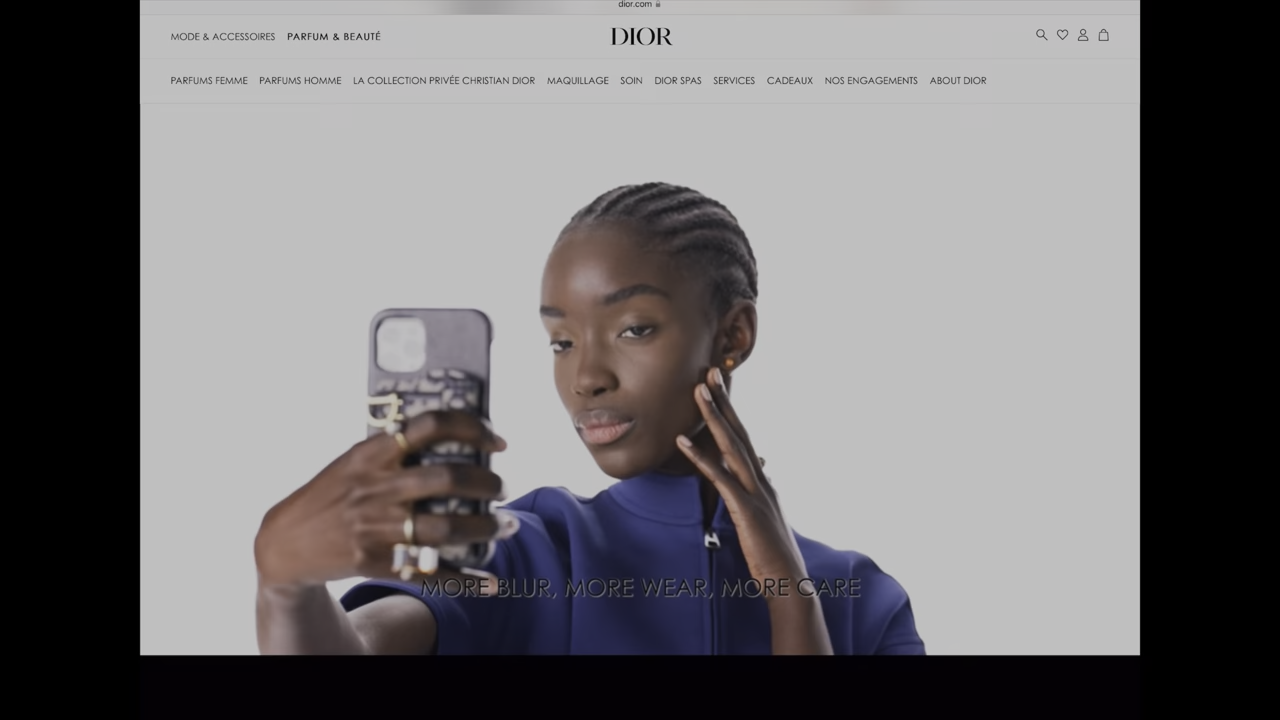 dior.com
MODE & ACCESSOIRES PARFUM & BEAUTÉ DIOR
PARFUMS FEMME PARFUMS HOMME LA COLLECTION PRIVÉE CHRISTIAN DIOR MAQUILLAGE SOIN DIOR SPAS SERVICES CADEAUX NOS ENGAGEMENTS ABOUT DIOR
MORE BLUR, MORE WEAR, MORE CARE